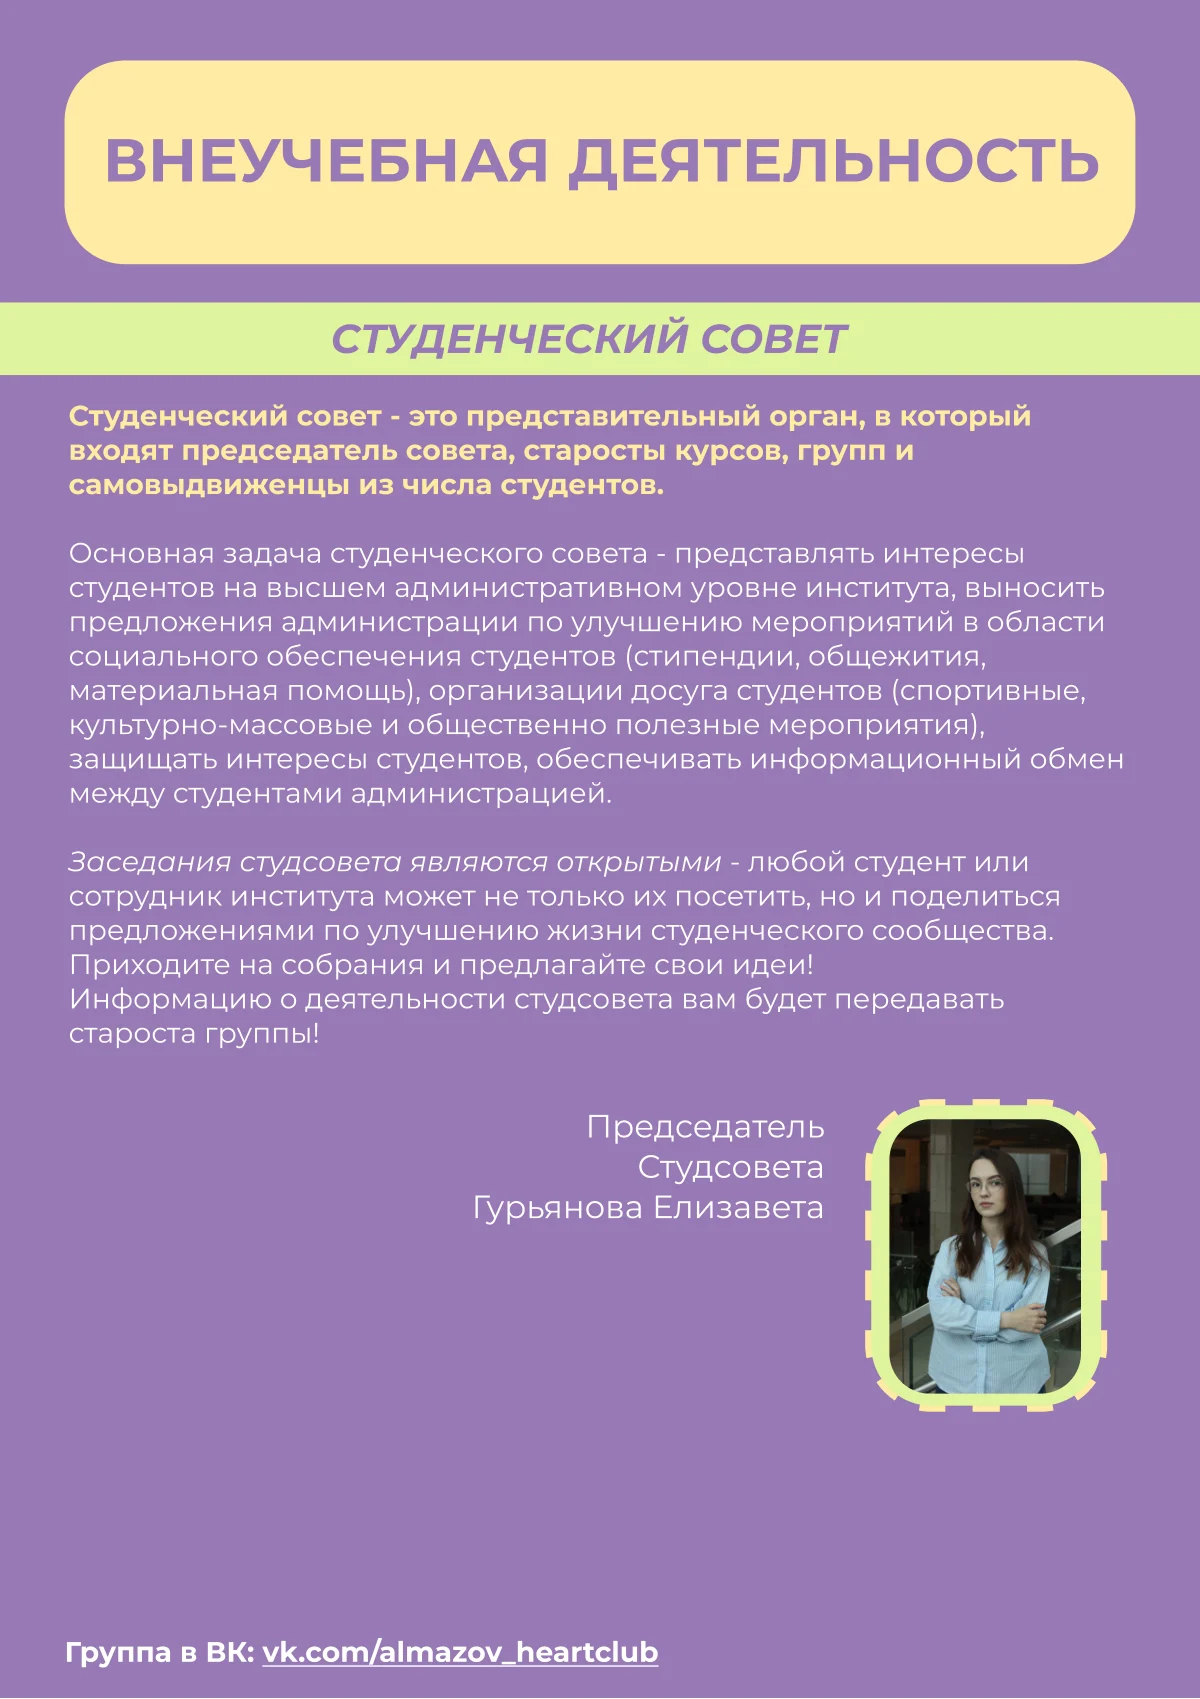 ВНЕУЧЕБНАЯ ДЕЯТЕЛЬНОСТЬ
СТУДЕНЧЕСКИЙ СОВЕТ
Студенческий совет - это представительный орган, в который
входят председатель совета, старосты курсов, групп и
самовыдвиженцы из числа студентов.
Основная задача студенческого совета - представлять интересы
студентов на высшем административном уровне института, выносить
предложения администрации по улучшению мероприятий в области
социального обеспечения студентов (стипендии, общежития,
материальная помощь), организации досуга студентов (спортивные,
культурно-массовые и общественно полезные мероприятия),
защищать интересы студентов, обеспечивать информационный обмен
между студентами администрацией.
Заседания студсовета являются открытыми - любой студент или
сотрудник института может не только их посетить, но и поделиться
предложениями по улучшению жизни студенческого сообщества.
Приходите на собрания и предлагайте свои идеи!
Информацию о деятельности студсовета вам будет передавать
староста группы!
Председатель
Студсовета
Гурьянова Елизавета
Группа в ВК: vk.com/almazov_heartclub